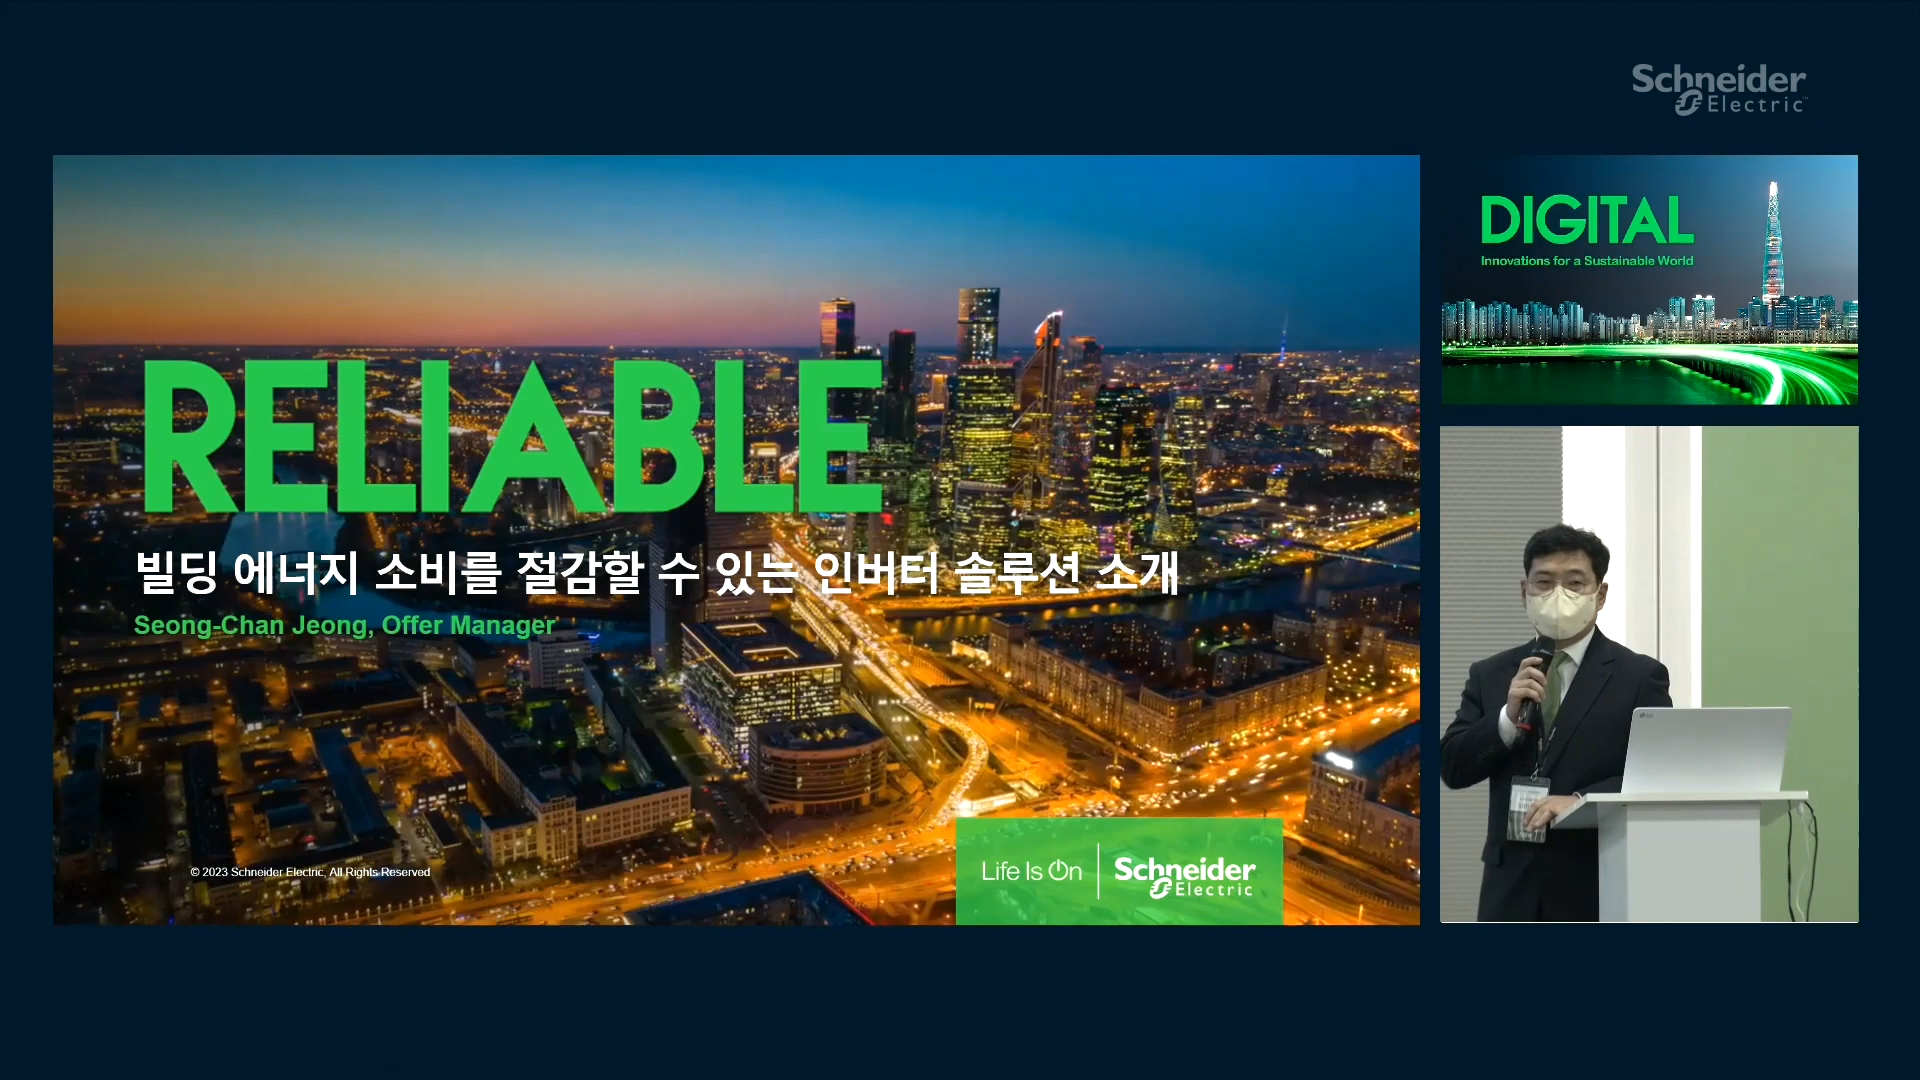 Schneider
Electric
RELIABLE
빌딩 에너지 소비를 절감할 수 있는 인버터 솔루션 소개
Seong-Chan Jeong, Offer Manager
© 2023 Schneider Electric, All Rights Reserved
Life Is On
Schneider
Electric
DIGITAL
Innovations for a Sustainable World